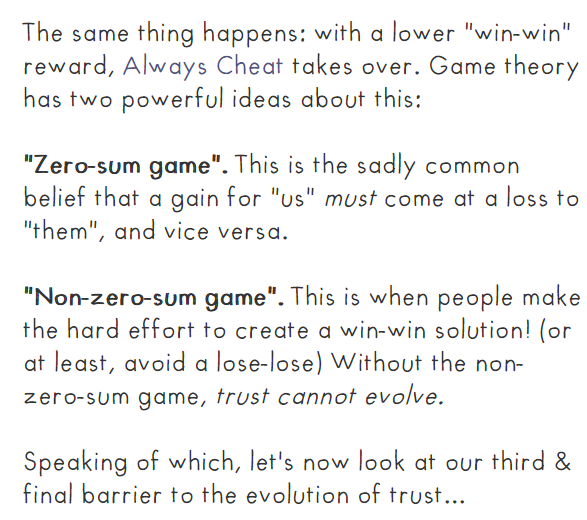 The same thing happens: with a lower "win-win"
reward, Always Cheat takes over. Game theory
has two powerful ideas about this:
"Zero-sum game". This is the sadly common
belief that a gain for "us" must come at a loss to
"them", and vice versa.
"Non-zero-sum game". This is when people make
the hard effort to create a win-win solution! (or
at least, avoid a lose-lose) Without the non-
zero-sum game, trust cannot evolve.
Speaking of which, let's now look at our third &
final barrier to the evolution of trust...